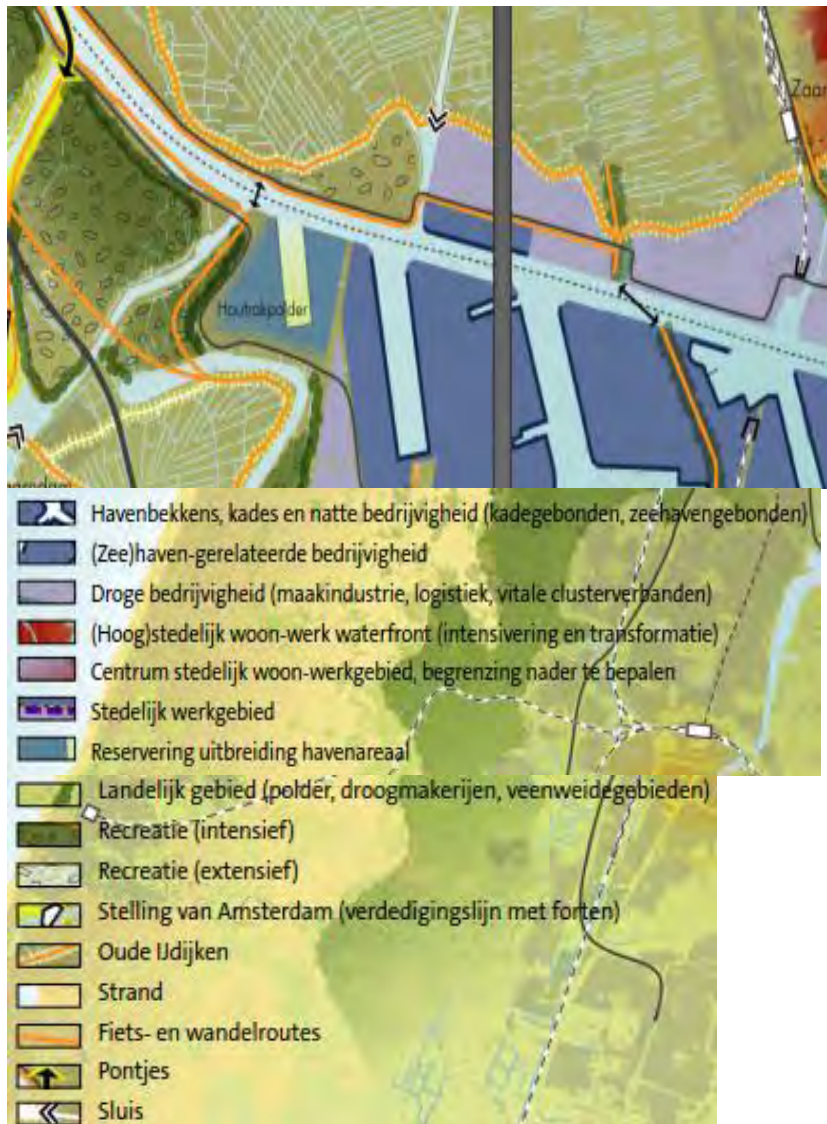 Zaan
Houtrakpolder
Havenbekkens, kades en natte bedrijvigheid (kadegebonden, zeehavengebonden)
(Zee)haven-gerelateerde bedrijvigheid
Droge bedrijvigheid (maakindustrie, logistiek, vitale clusterverbanden)
(Hoog)stedelijk woon-werk waterfront (intensivering en transformatie)
Centrum stedelijk woon-werkgebied, begrenzing nader te bepalen
Stedelijk werkgebied
Reservering uitbreiding havenareaal
Landelijk gebied (polder, droogmakerijen, veenweidegebieden)
Recreatie (intensief)
Recreatie (extensief)
Stelling van Amsterdam (verdedigingslijn met forten)
Oude IJdijken
Strand
Fiets- en wandelroutes
Pontjes
Sluis